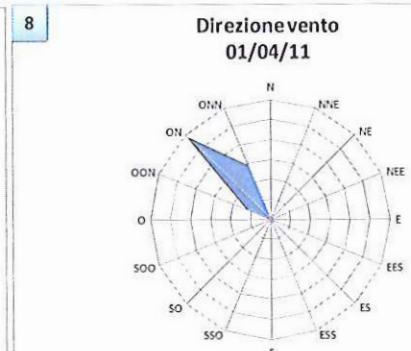 8
Direzione vento
01/04/11
N
ONN
NNE
ON
NE
OON
NEE
O
E
SOO
EES
SO
ES
SSO
ESS